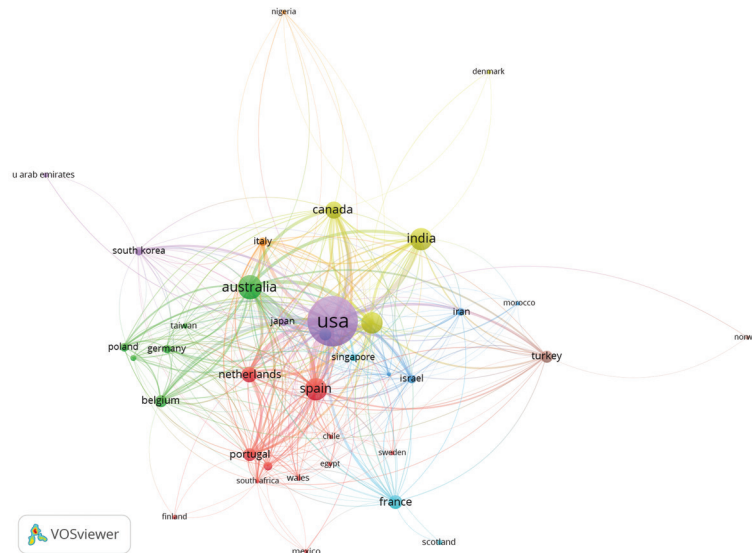 nigeria
denmark
u arab emirates
canada
india
south korea
italy
australia
morocco
iran
usa
japan
taiwan
norw
poland
germany
singapore
turkey
netherlands
israel
spain
belgium
chile
portugal
sweden
egypt
south africa
wales
france
finland
VOSviewer
scotland
mexico